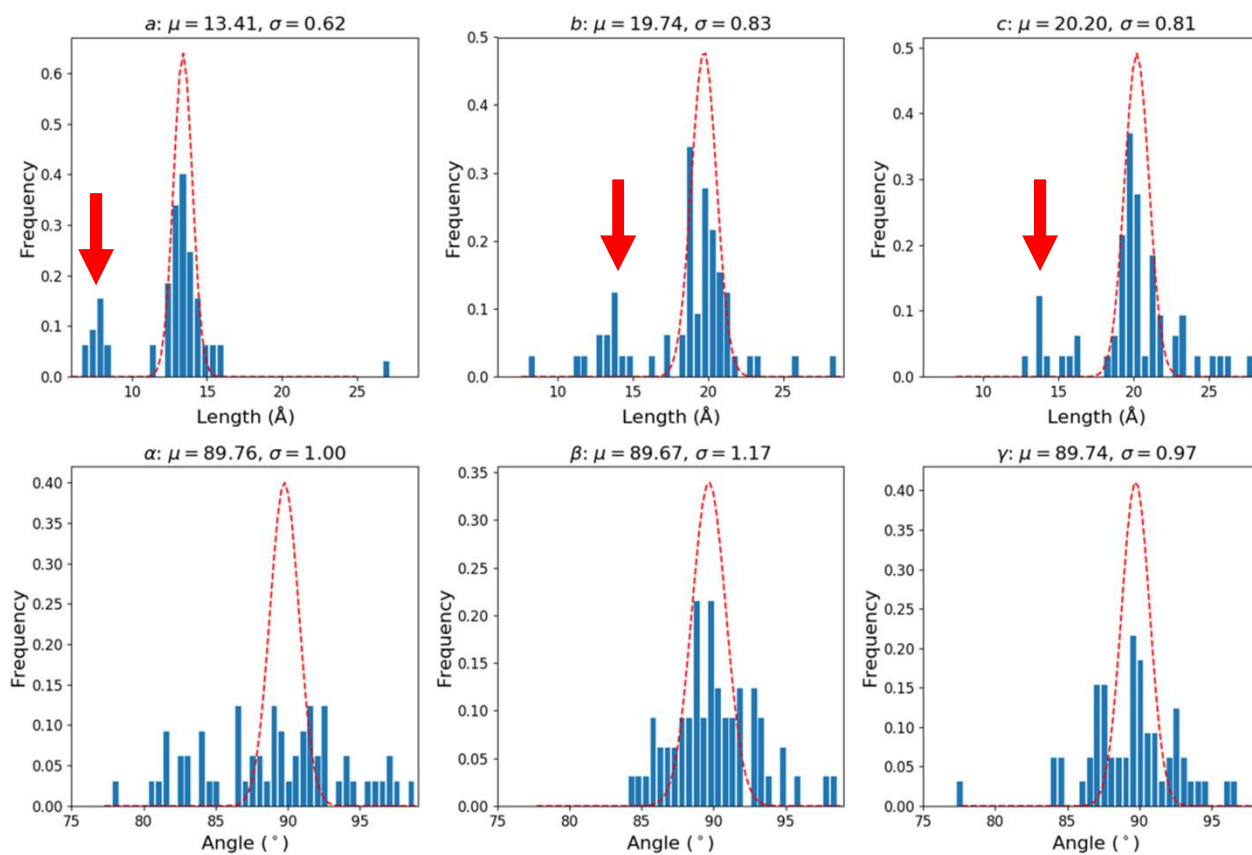 a: μ = 13.41, σ = 0.62
Frequency
0.6
0.5
0.4
0.3
0.2
0.1
0.0
10 15 20 25
Length (Å)
b: μ = 19.74, σ = 0.83
Frequency
0.5
0.4
0.3
0.2
0.1
0.0
10 15 20 25
Length (Å)
c: μ = 20.20, σ = 0.81
Frequency
0.5
0.4
0.3
0.2
0.1
0.0
10 15 20 25
Length (Å)
α: μ = 89.76, σ = 1.00
Frequency
0.40
0.35
0.30
0.25
0.20
0.15
0.10
0.05
0.00
75 80 85 90 95
Angle (°)
β: μ = 89.67, σ = 1.17
Frequency
0.35
0.30
0.25
0.20
0.15
0.10
0.05
0.00
75 80 85 90 95
Angle (°)
γ: μ = 89.74, σ = 0.97
Frequency
0.40
0.35
0.30
0.25
0.20
0.15
0.10
0.05
0.00
75 80 85 90 95
Angle (°)